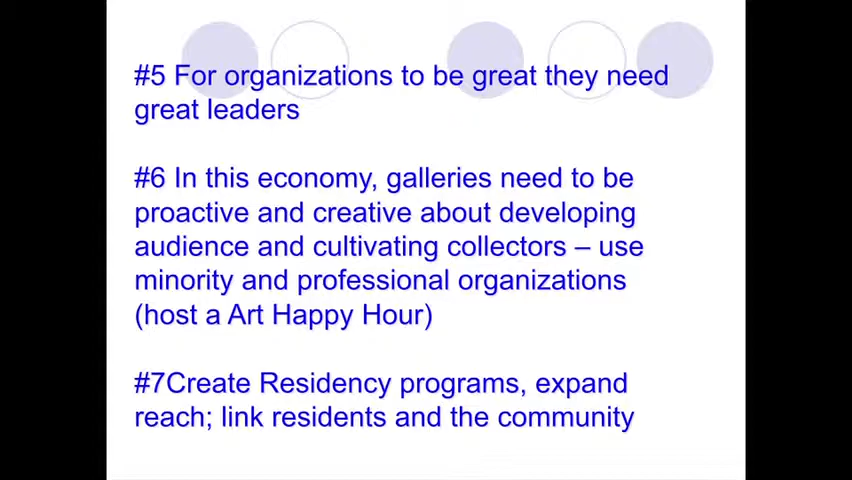 #5 For organizations to be great they need
great leaders
#6 In this economy, galleries need to be
proactive and creative about developing
audience and cultivating collectors – use
minority and professional organizations
(host a Art Happy Hour)
#7Create Residency programs, expand
reach; link residents and the community